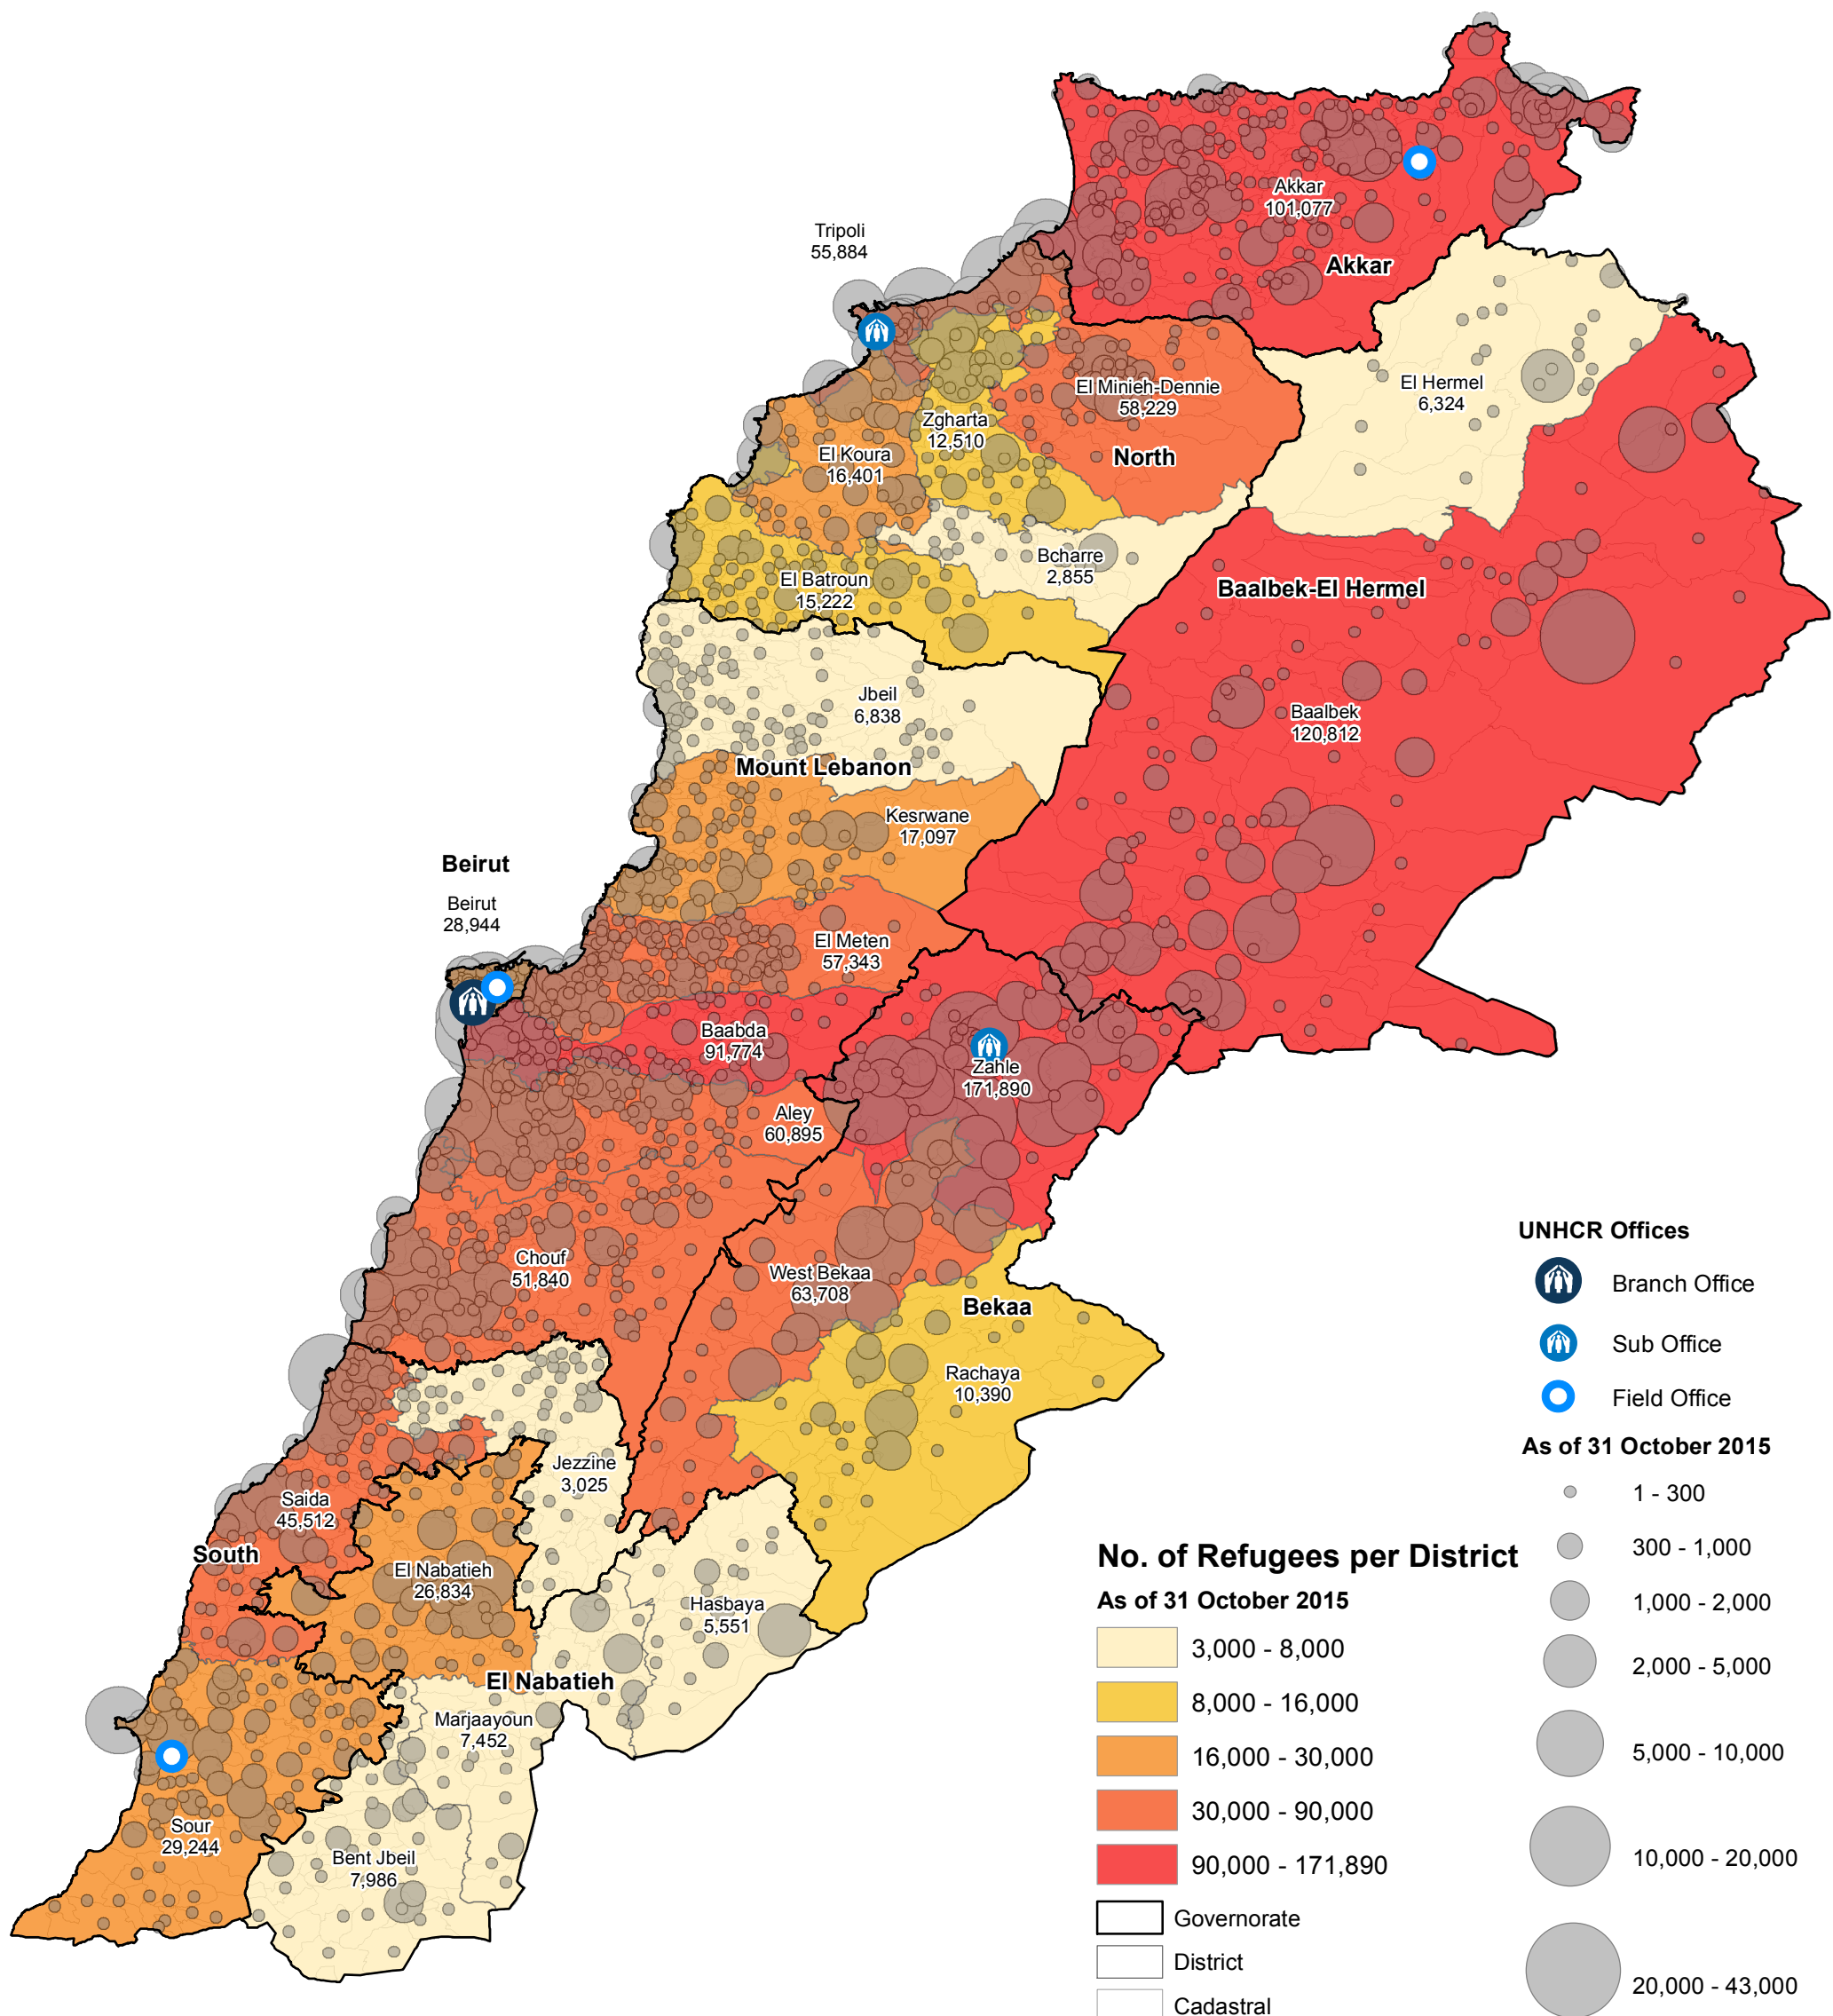 Akkar
101,077
Akkar
Tripoli
55,884
El Hermel
6,324
El Minieh-Dennie
58,229
North
Zgharta
12,510
El Koura
16,401
Bcharre
2,855
El Batroun
15,222
Baalbek-El Hermel
Baalbek
120,812
Jbeil
6,838
Mount Lebanon
Kesrwane
17,097
Beirut
Beirut
28,944
El Meten
57,343
Baabda
91,774
Zahle
171,890
Aley
60,895
Chouf
51,840
West Bekaa
63,708
Bekaa
Rachaya
10,390
Jezzine
3,025
Saida
45,512
South
El Nabatieh
26,834
Hasbaya
5,551
El Nabatieh
Marjaayoun
7,452
Sour
29,244
Bent Jbeil
7,986
UNHCR Offices
Branch Office
Sub Office
Field Office
As of 31 October 2015
1 - 300
300 - 1,000
1,000 - 2,000
2,000 - 5,000
5,000 - 10,000
10,000 - 20,000
20,000 - 43,000
No. of Refugees per District
As of 31 October 2015
3,000 - 8,000
8,000 - 16,000
16,000 - 30,000
30,000 - 90,000
90,000 - 171,890
Governorate
District
Cadastral